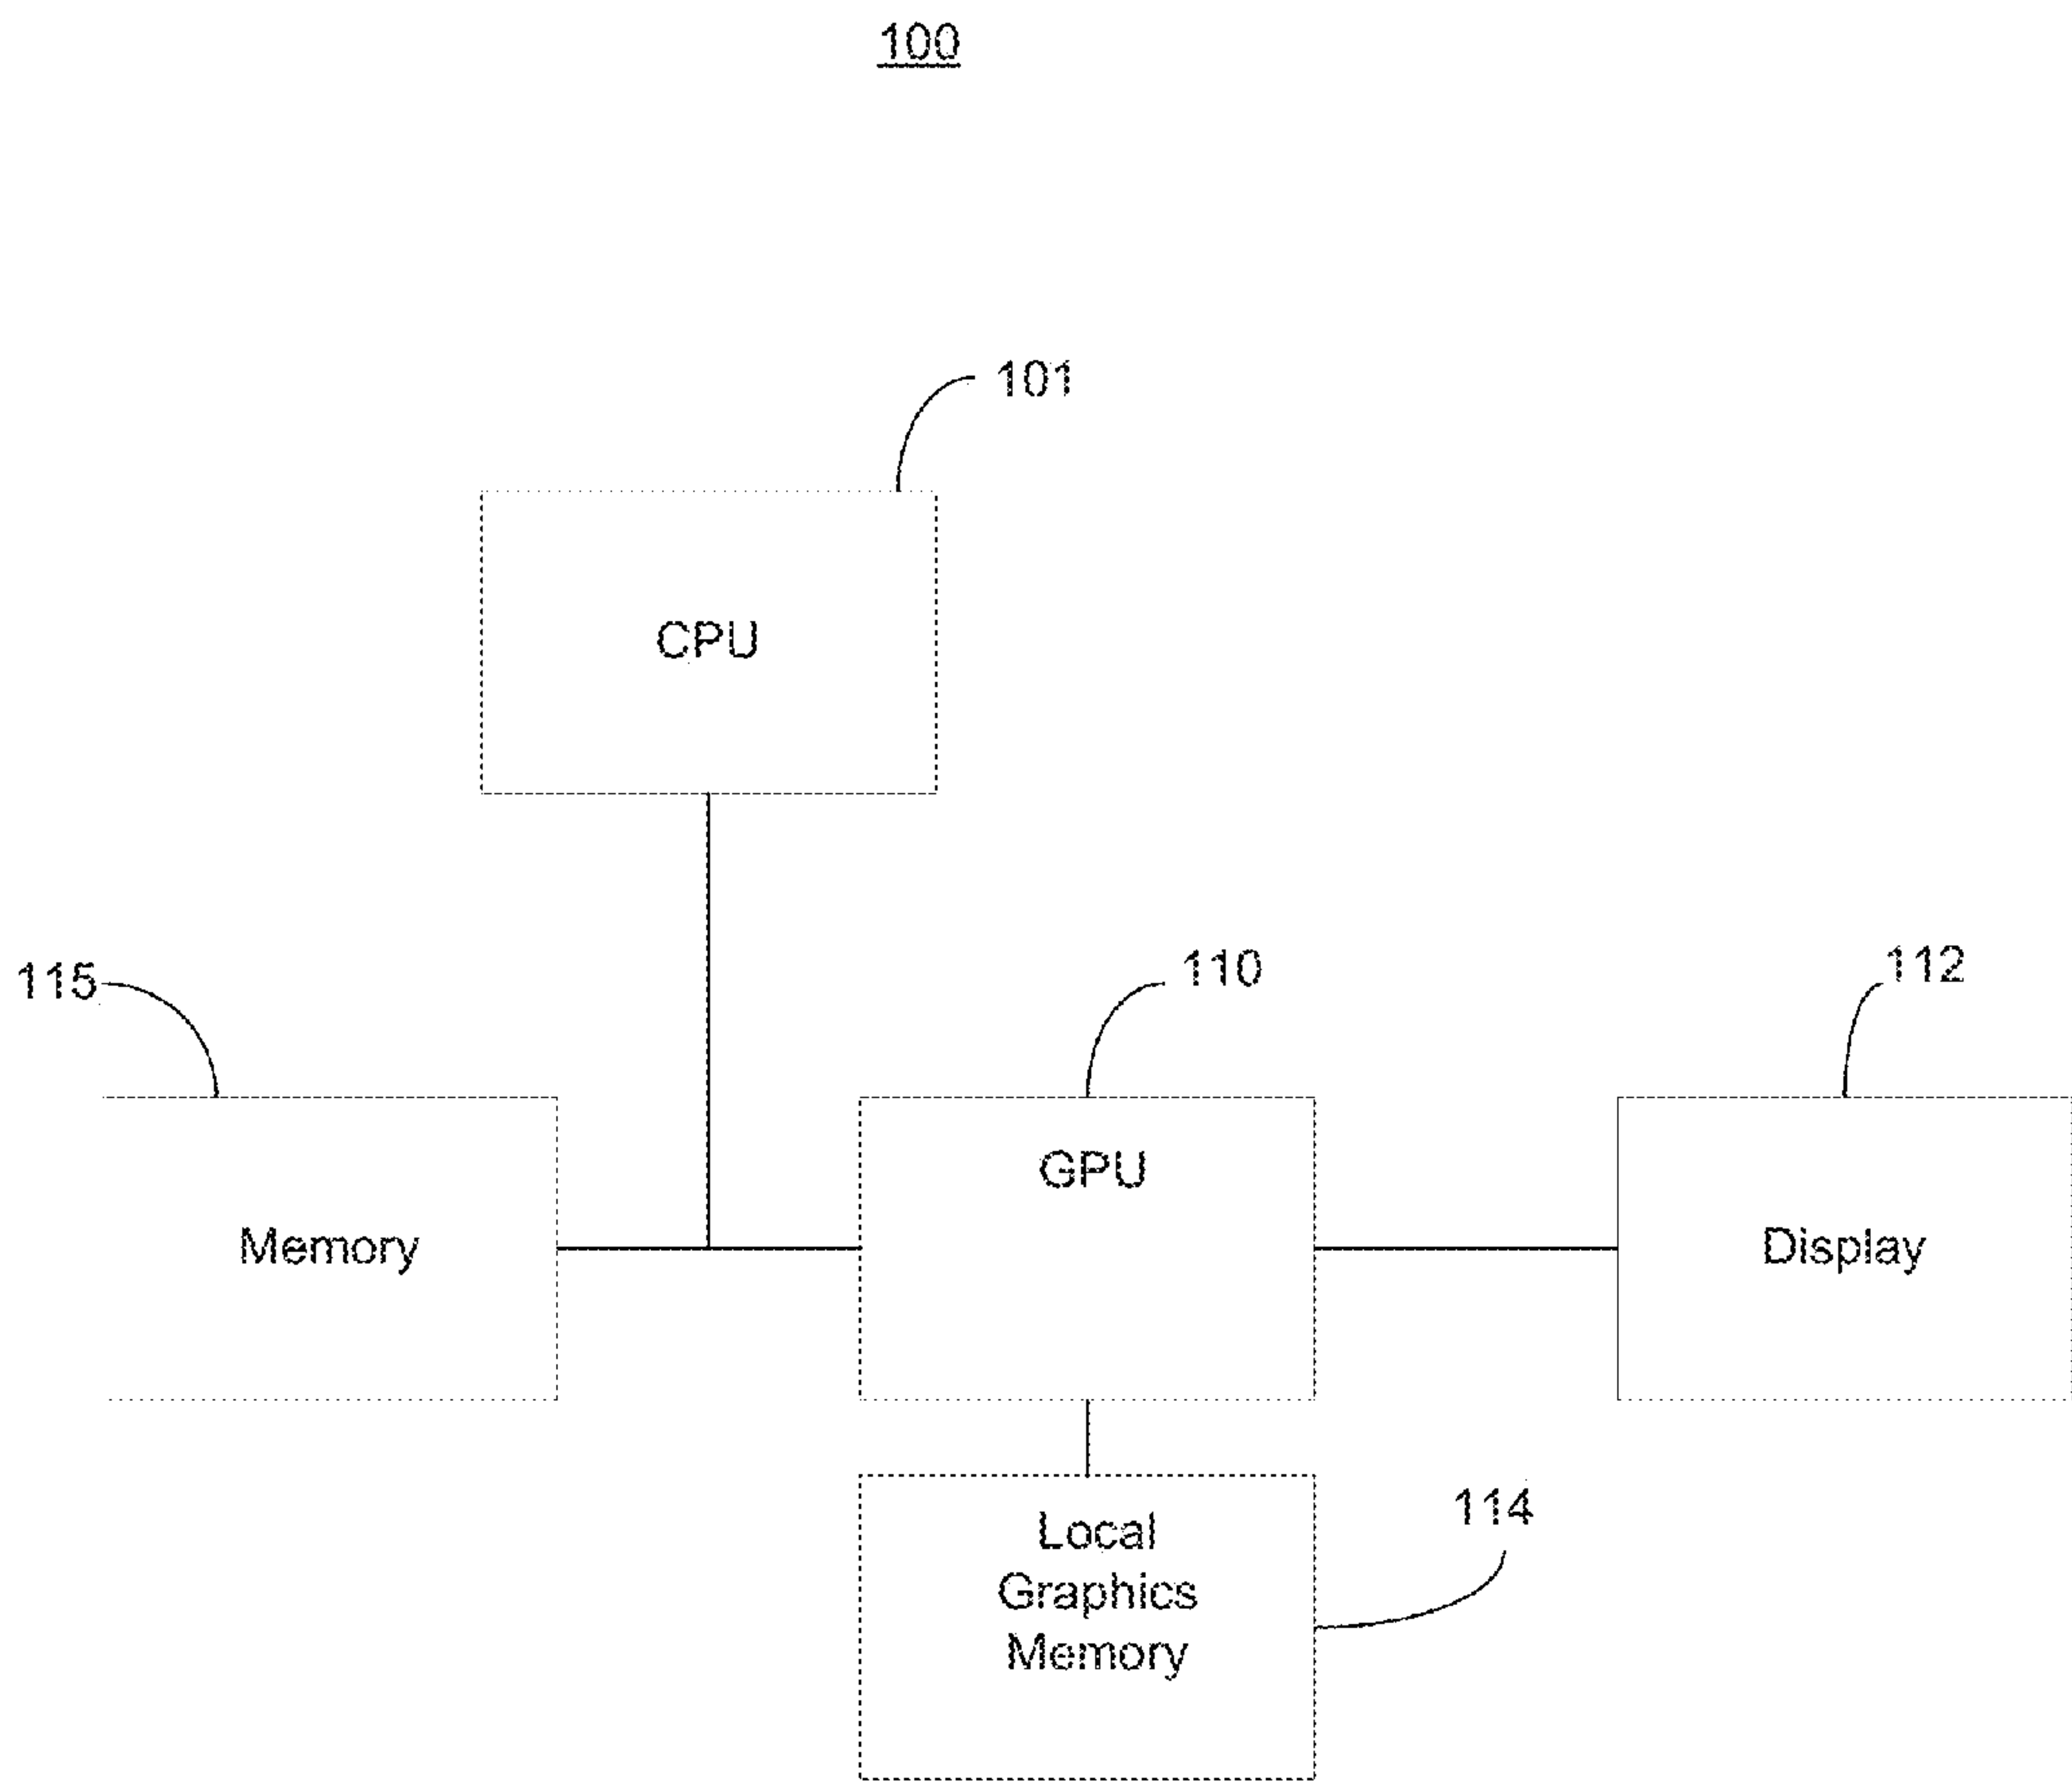 100
101
CPU
115
110
112
GPU
Memory
Display
114
Local
Graphics
Memory